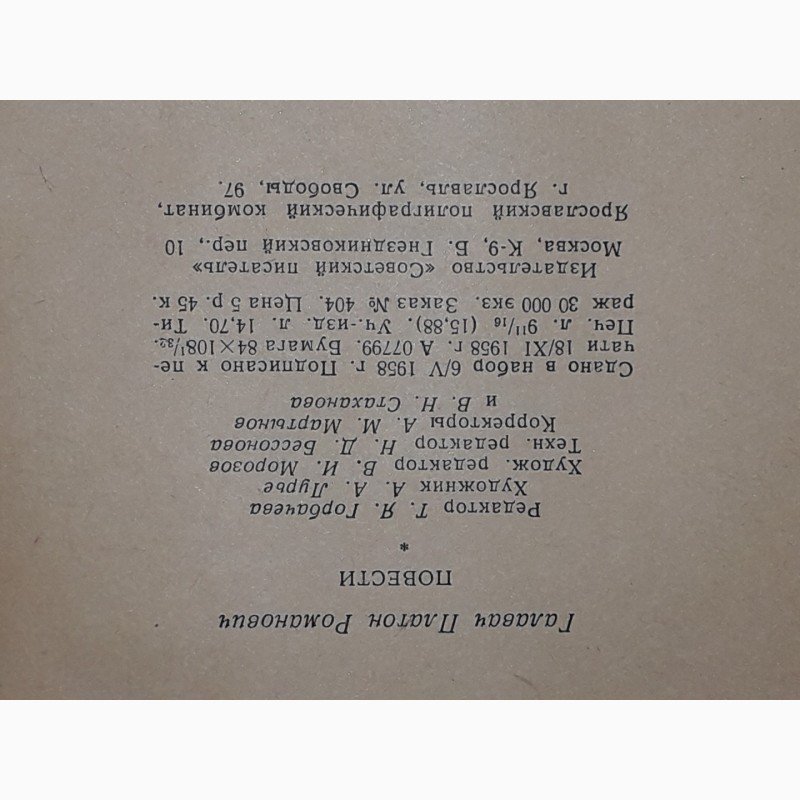 Галавач Платон Романович
ПОВЕСТИ
*
Редактор Т. Я. Горбачева
Художник А. А. Лурье
Худож. редактор В. И. Морозов
Техн. редактор Н. Д. Бессонова
Корректоры А. М. Мартынов
и В. Н. Стаханова
Сдано в набор 6/V 1958 г. Подписано к пе-
чати 18/XI 1958 г. А 07799. Бумага 84×108¹/₃₂.
Печ. л. 9¹¹/₁₆ (15,88). Уч.-изд. л. 14,70. Ти-
раж 30 000 экз. Заказ № 404. Цена 5 р. 45 к.
Издательство «Советский писатель»
Москва, К-9, Б. Гнездниковский пер., 10
Ярославский полиграфический комбинат,
г. Ярославль, ул. Свободы, 97.